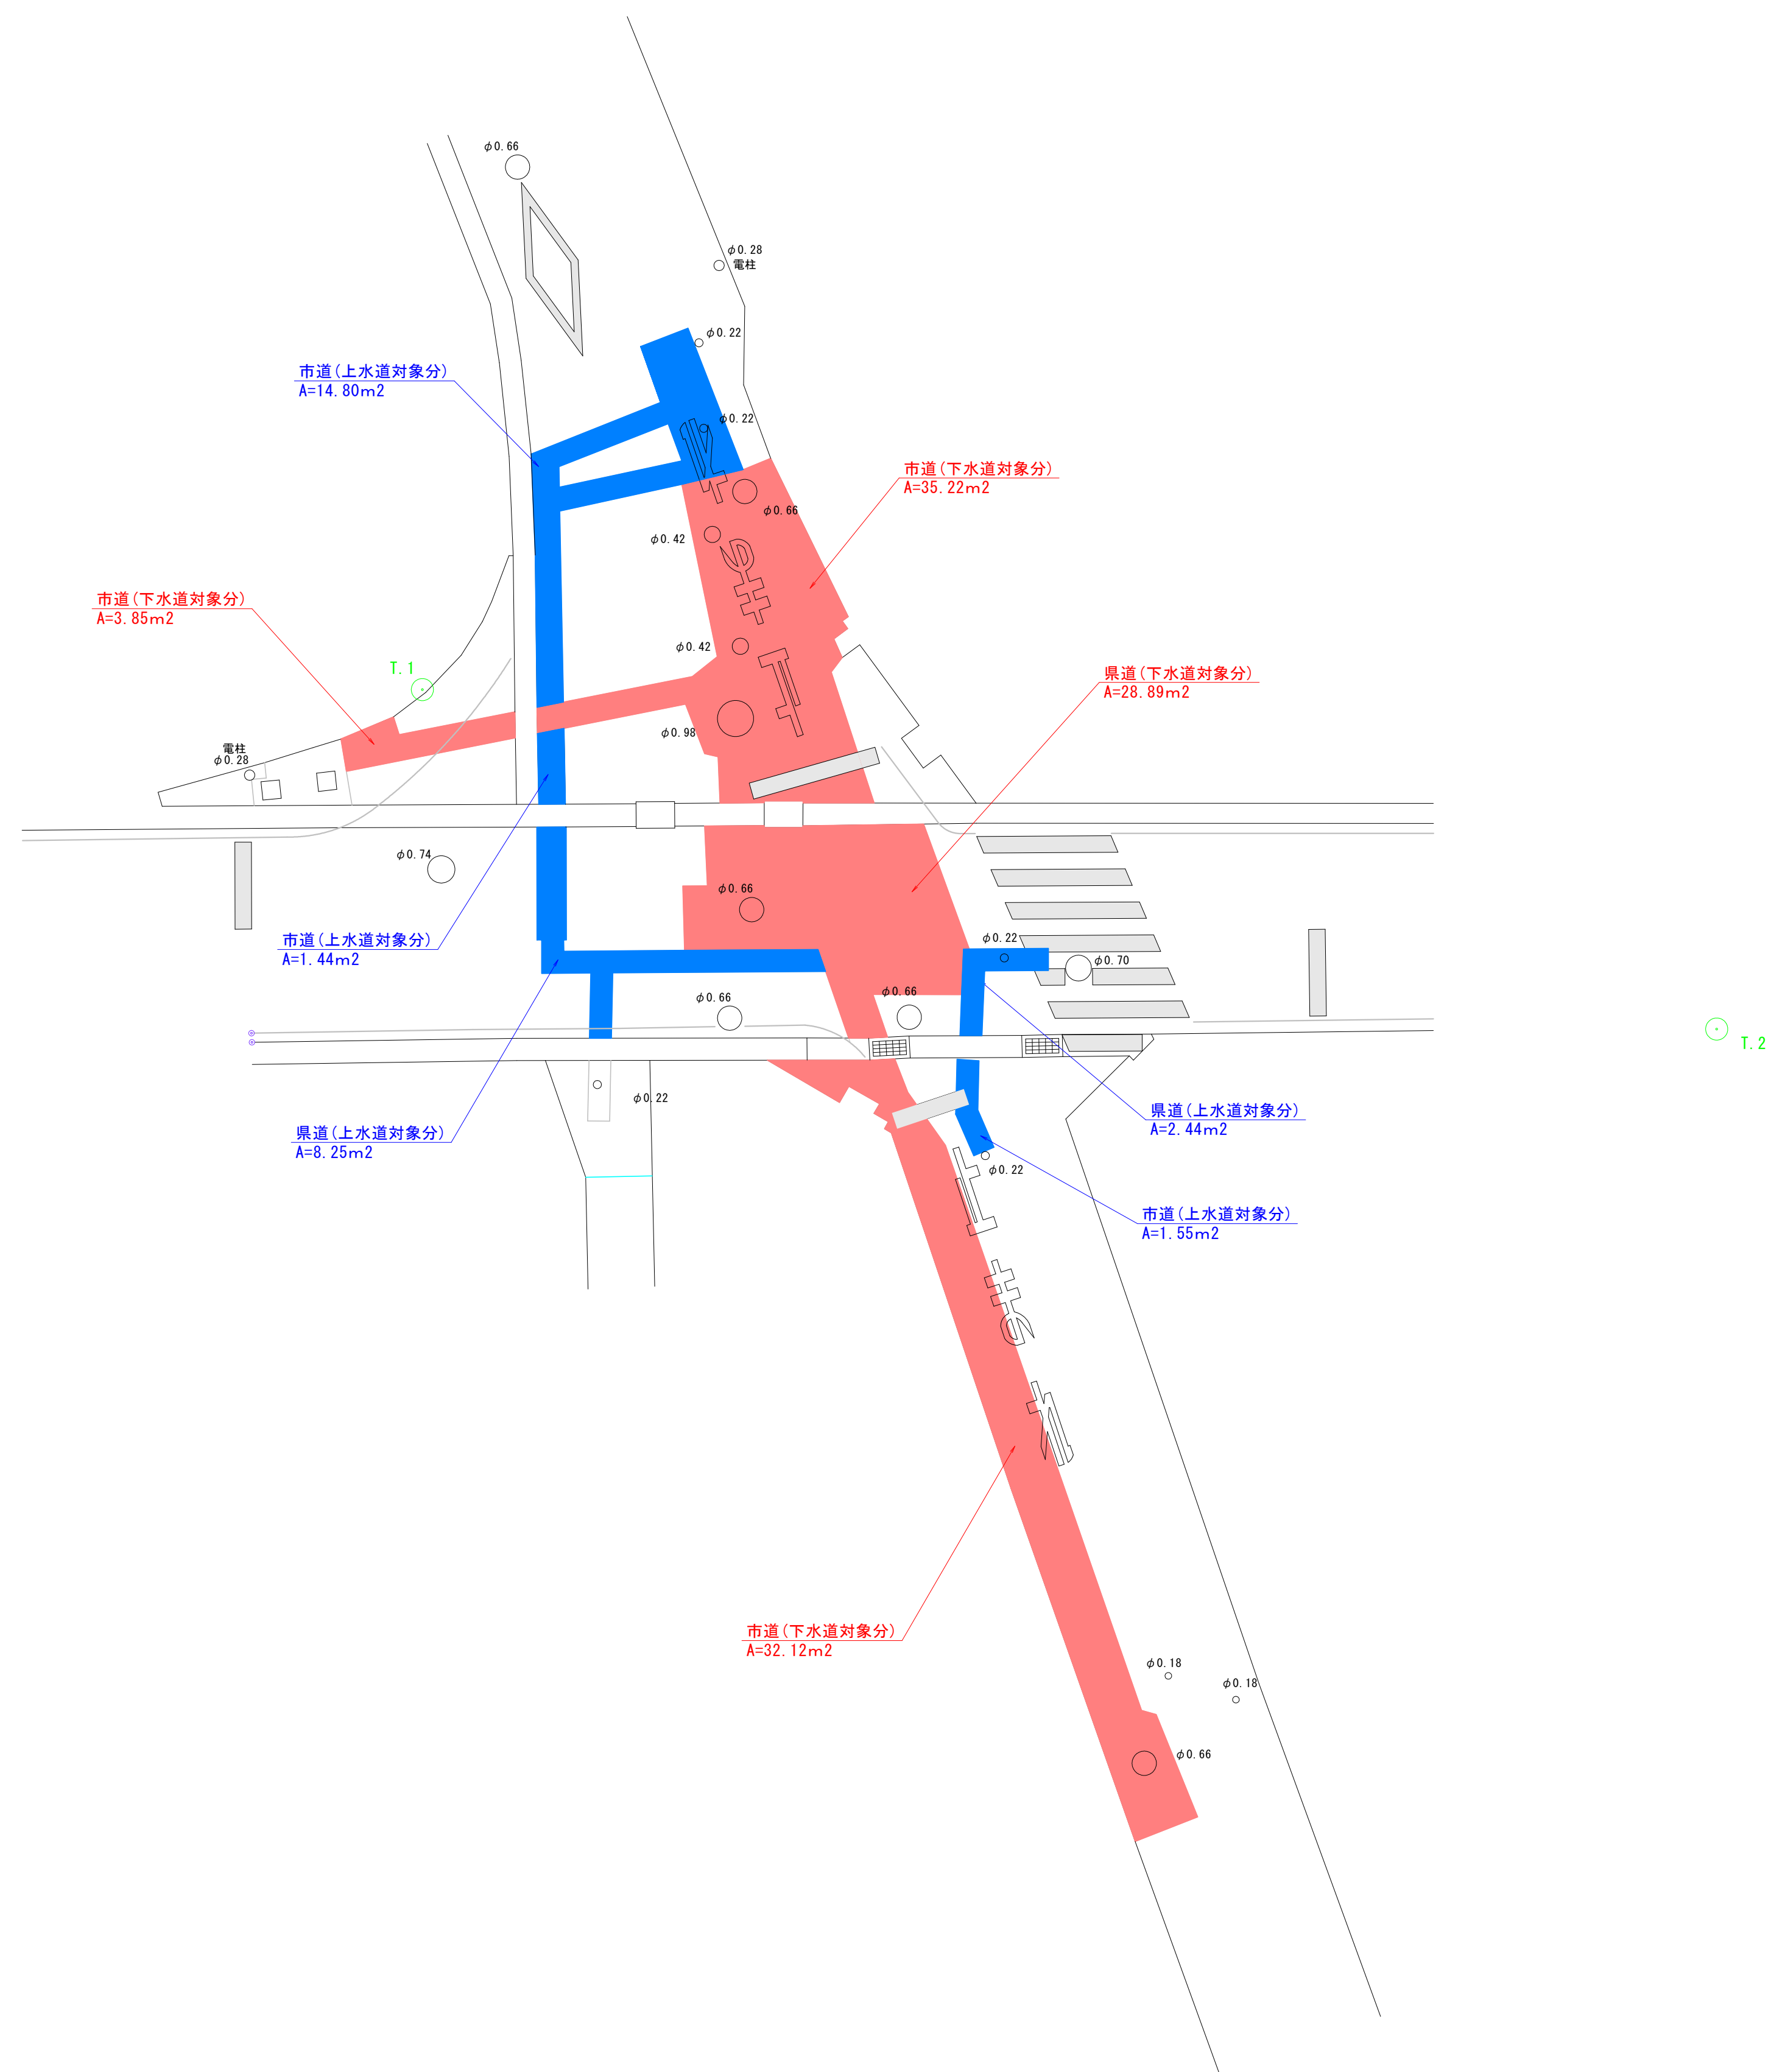 φ0.66
φ0.28
電柱
φ0.22
市道(上水道対象分)
A=14.80m2
φ0.22
市道(下水道対象分)
A=35.22m2
φ0.66
φ0.42
市道(下水道対象分)
A=3.85m2
φ0.42
T.1
県道(下水道対象分)
A=28.89m2
φ0.98
電柱
φ0.28
φ0.74
φ0.66
市道(上水道対象分)
A=1.44m2
φ0.22
φ0.70
φ0.66
φ0.66
T.2
φ0.22
県道(上水道対象分)
A=2.44m2
県道(上水道対象分)
A=8.25m2
φ0.22
市道(上水道対象分)
A=1.55m2
止
ま
れ
市道(下水道対象分)
A=32.12m2
φ0.18
φ0.18
φ0.66
止
ま
れ